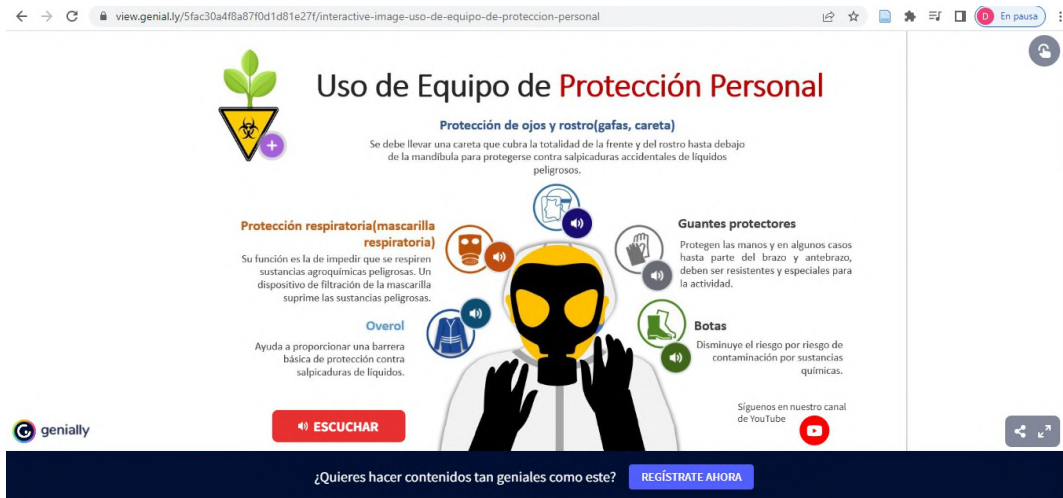 view.genial.ly/5fac30a4f8a87f0d1d81e27f/interactive-image-uso-de-equipo-de-proteccion-personal
D
En pausa
Uso de Equipo de Protección Personal
Protección de ojos y rostro(gafas, careta)
Se debe llevar una careta que cubra la totalidad de la frente y del rostro hasta debajo
de la mandíbula para protegerse contra salpicaduras accidentales de líquidos
peligrosos.
Protección respiratoria(mascarilla
respiratoria)
Su función es la de impedir que se respiren
sustancias agroquímicas peligrosas. Un
dispositivo de filtración de la mascarilla
suprime las sustancias peligrosas.
Guantes protectores
Protegen las manos y en algunos casos
hasta parte del brazo y antebrazo,
deben ser resistentes y especiales para
la actividad.
Overol
Ayuda a proporcionar una barrera
básica de protección contra
salpicaduras de líquidos.
Botas
Disminuye el riesgo por riesgo de
contaminación por sustancias
químicas.
ESCUCHAR
Síguenos en nuestro canal
de YouTube
genially
¿Quieres hacer contenidos tan geniales como este?
REGÍSTRATE AHORA